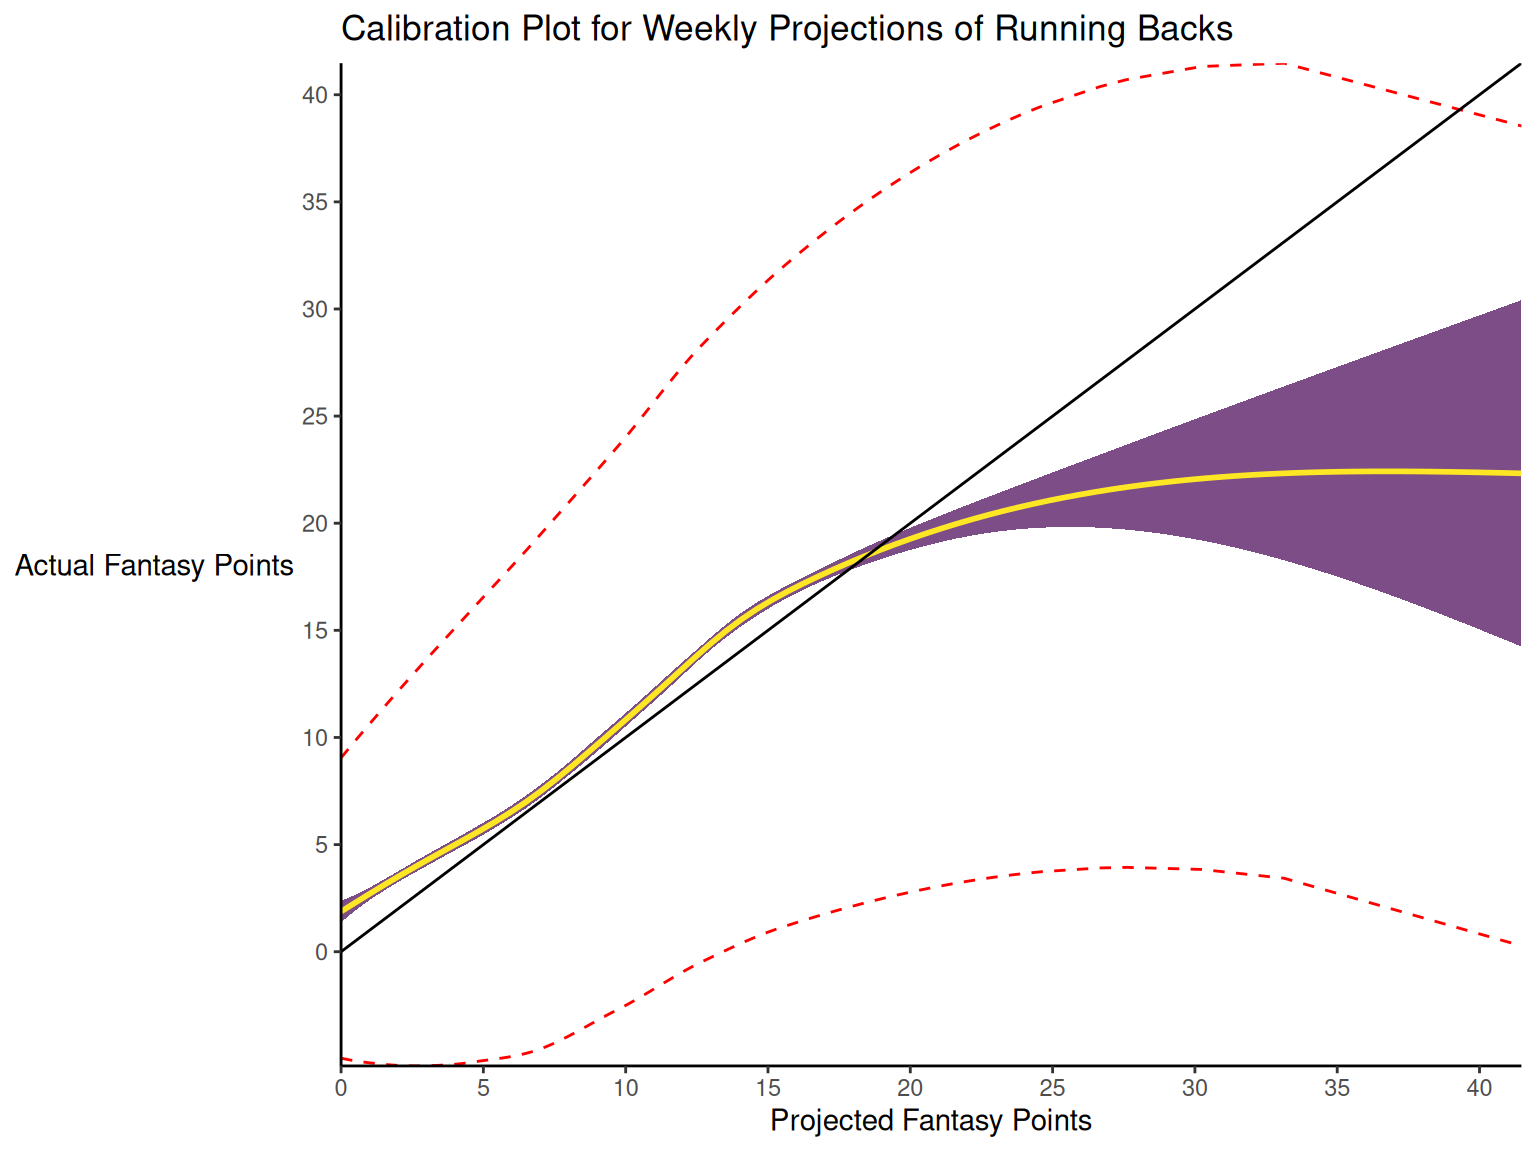 Calibration Plot for Weekly Projections of Running Backs
40
35
30
25
20
15
10
5
0
Actual Fantasy Points
0 5 10 15 20 25 30 35 40
Projected Fantasy Points